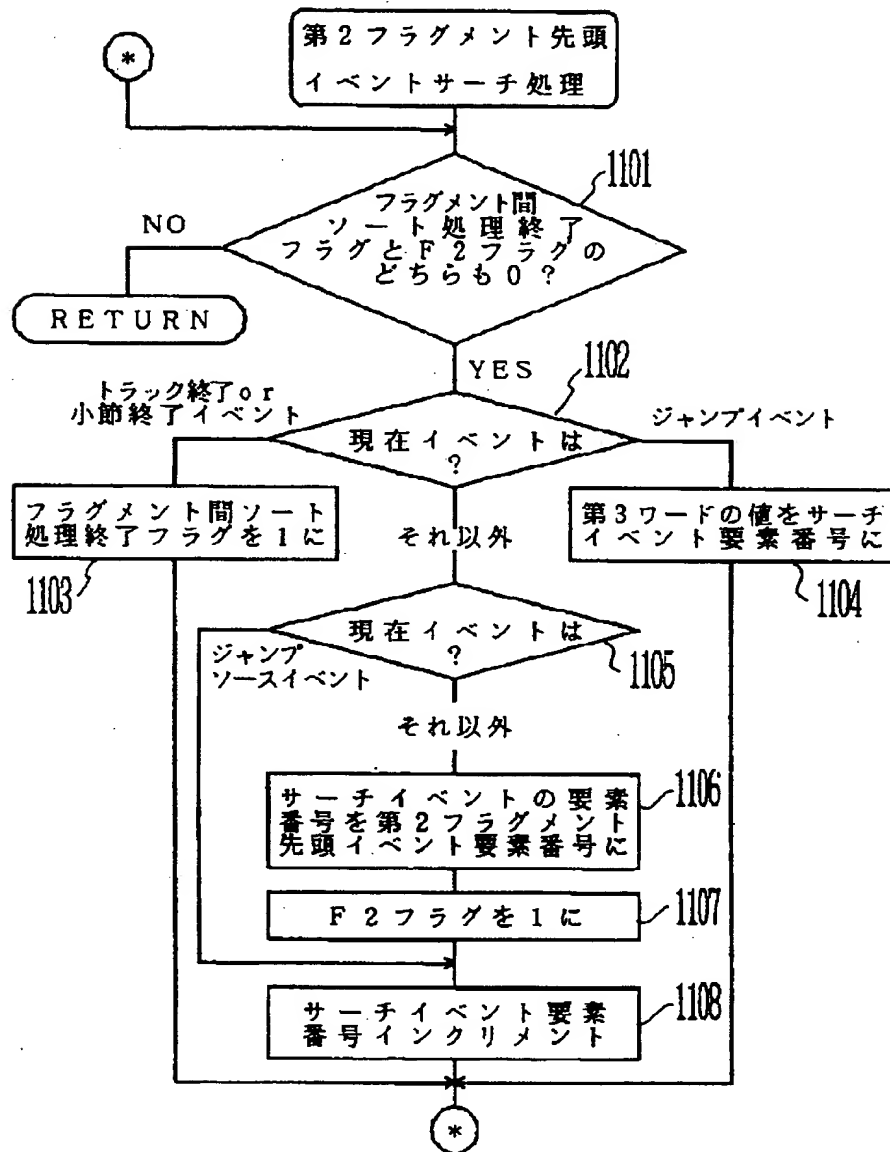 第2フラグメント先頭
イベントサーチ処理
*
1101
フラグメント間
ソート処理終了
フラグとF2フラグの
どちらも0?
NO
RETURN
YES
1102
トラック終了or
小節終了イベント
現在イベントは
?
ジャンプイベント
フラグメント間ソート
処理終了フラグを1に
1103
それ以外
第3ワードの値をサーチ
イベント要素番号に
1104
現在イベントは
?
1105
ジャンプ
ソースイベント
それ以外
サーチイベントの要素
番号を第2フラグメント
先頭イベント要素番号に
1106
F2フラグを1に
1107
サーチイベント要素
番号インクリメント
1108
*